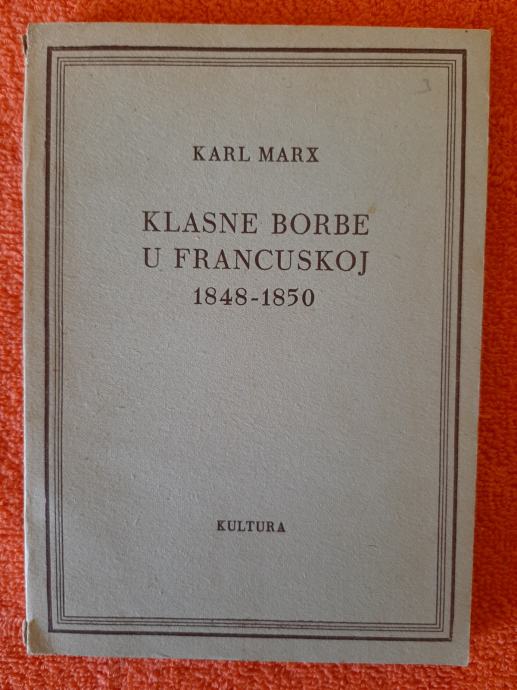 KARL MARX
KLASNE BORBE
U FRANCUSKOJ
1848-1850
KULTURA